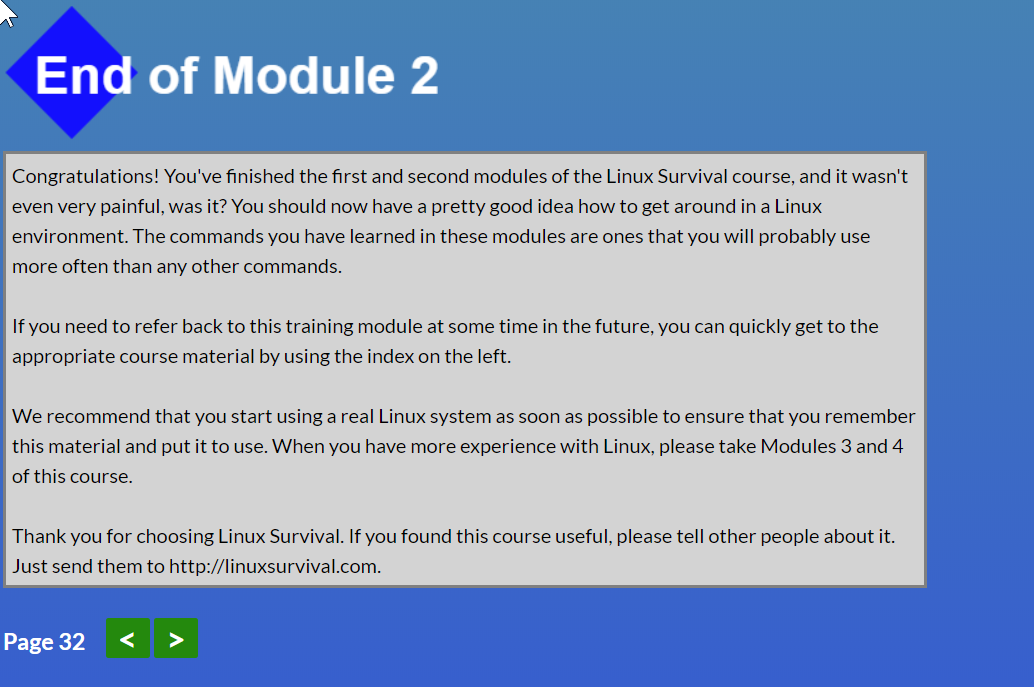 End of Module 2
Congratulations! You've finished the first and second modules of the Linux Survival course, and it wasn't
even very painful, was it? You should now have a pretty good idea how to get around in a Linux
environment. The commands you have learned in these modules are ones that you will probably use
more often than any other commands.
If you need to refer back to this training module at some time in the future, you can quickly get to the
appropriate course material by using the index on the left.
We recommend that you start using a real Linux system as soon as possible to ensure that you remember
this material and put it to use. When you have more experience with Linux, please take Modules 3 and 4
of this course.
Thank you for choosing Linux Survival. If you found this course useful, please tell other people about it.
Just send them to http://linuxsurvival.com.
Page 32 < >